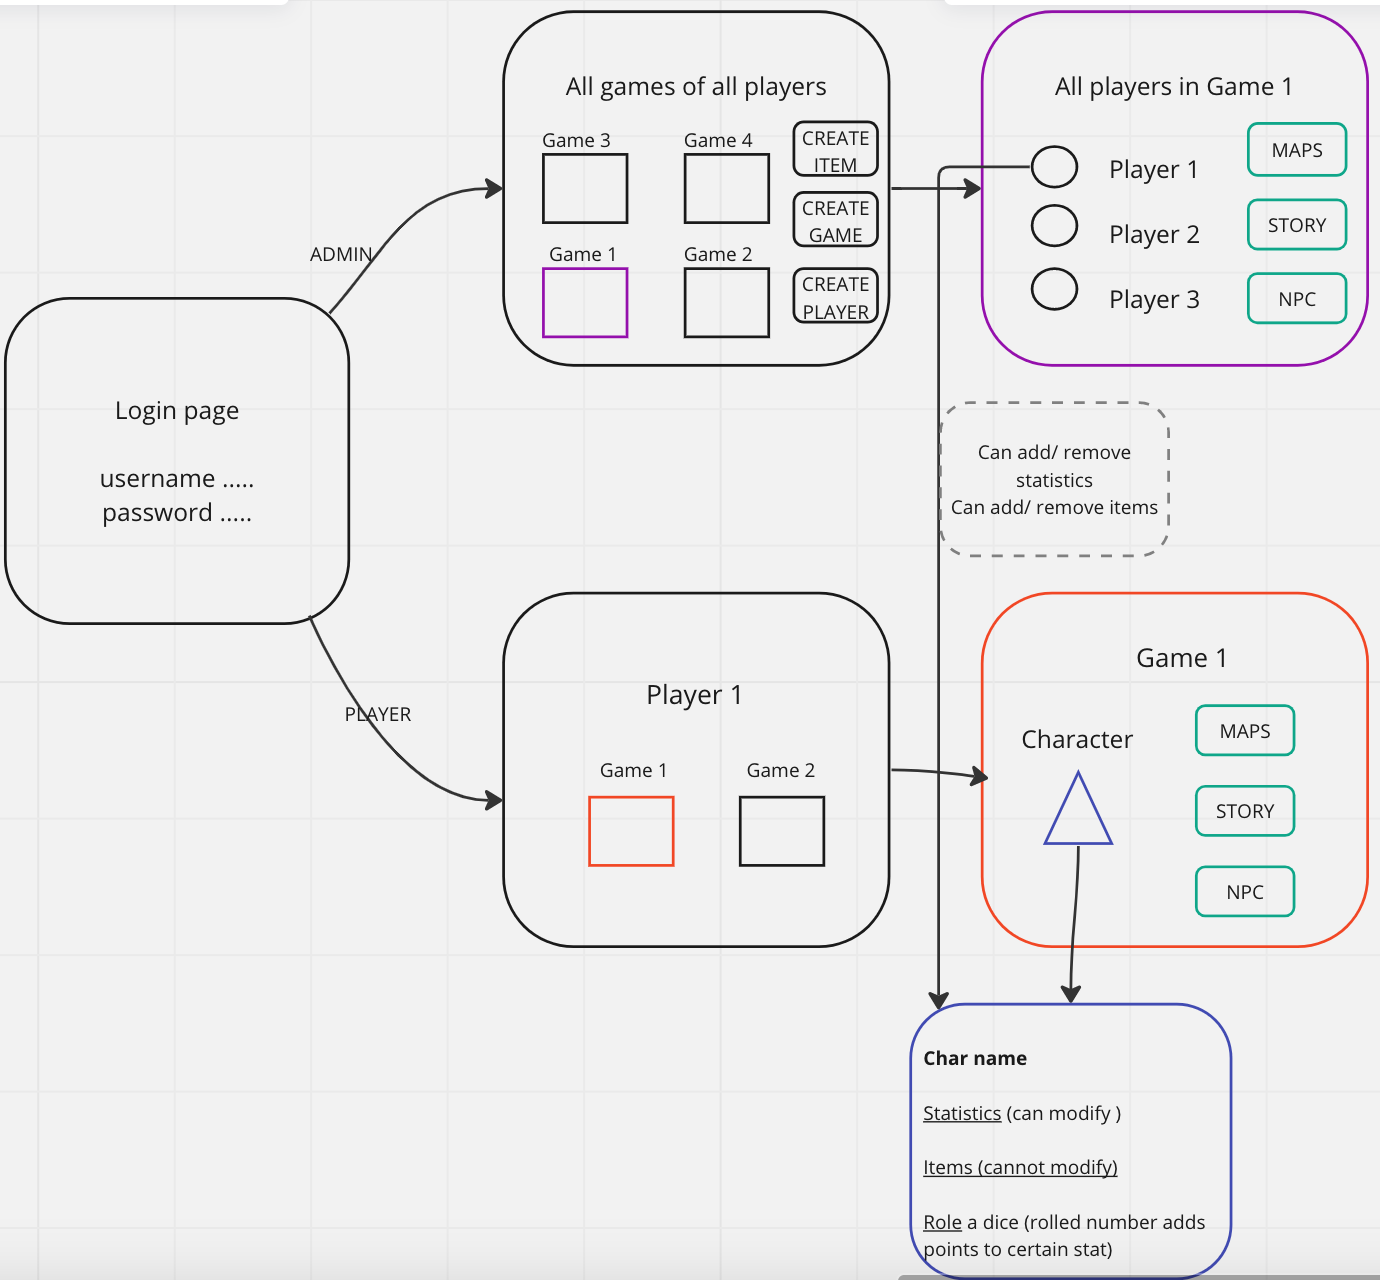 All games of all players
Game 3
Game 4
CREATE
ITEM
CREATE
GAME
Game 1
Game 2
CREATE
PLAYER
All players in Game 1
Player 1
Player 2
Player 3
MAPS
STORY
NPC
ADMIN
Login page
username .....
password .....
Can add/ remove
statistics
Can add/ remove items
PLAYER
Player 1
Game 1
Game 2
Game 1
Character
MAPS
STORY
NPC
Char name
Statistics (can modify )
Items (cannot modify)
Role a dice (rolled number adds
points to certain stat)